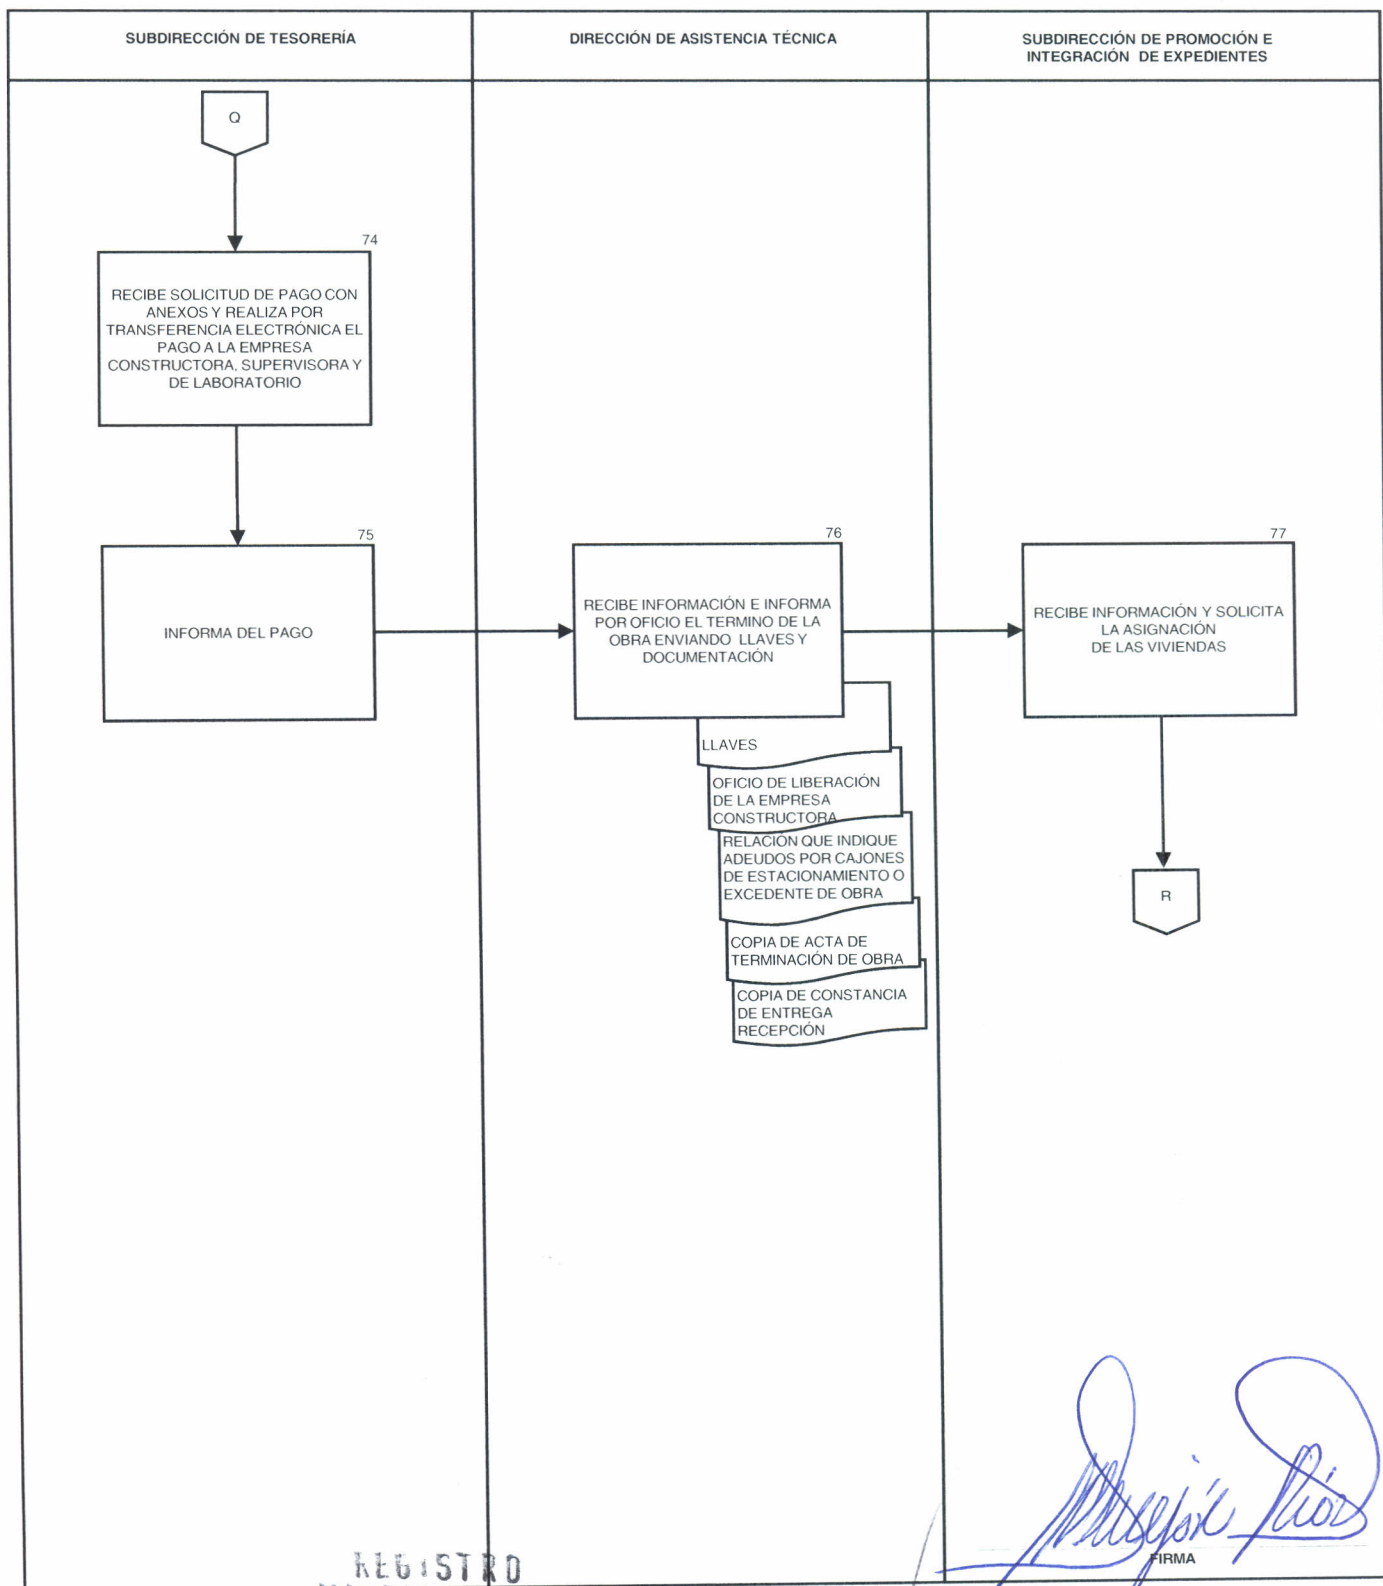 SUBDIRECCIÓN DE TESORERÍA
DIRECCIÓN DE ASISTENCIA TÉCNICA
SUBDIRECCIÓN DE PROMOCIÓN E
INTEGRACIÓN DE EXPEDIENTES
Q
74
RECIBE SOLICITUD DE PAGO CON
ANEXOS Y REALIZA POR
TRANSFERENCIA ELECTRÓNICA EL
PAGO A LA EMPRESA
CONSTRUCTORA, SUPERVISORA Y
DE LABORATORIO
75
INFORMA DEL PAGO
76
RECIBE INFORMACIÓN E INFORMA
POR OFICIO EL TERMINO DE LA
OBRA ENVIANDO LLAVES Y
DOCUMENTACIÓN
LLAVES
OFICIO DE LIBERACIÓN
DE LA EMPRESA
CONSTRUCTORA
RELACIÓN QUE INDIQUE
ADEUDOS POR CAJONES
DE ESTACIONAMIENTO O
EXCEDENTE DE OBRA
COPIA DE ACTA DE
TERMINACIÓN DE OBRA
COPIA DE CONSTANCIA
DE ENTREGA
RECEPCIÓN
77
RECIBE INFORMACIÓN Y SOLICITA
LA ASIGNACIÓN
DE LAS VIVIENDAS
R
FIRMA
REGISTRO